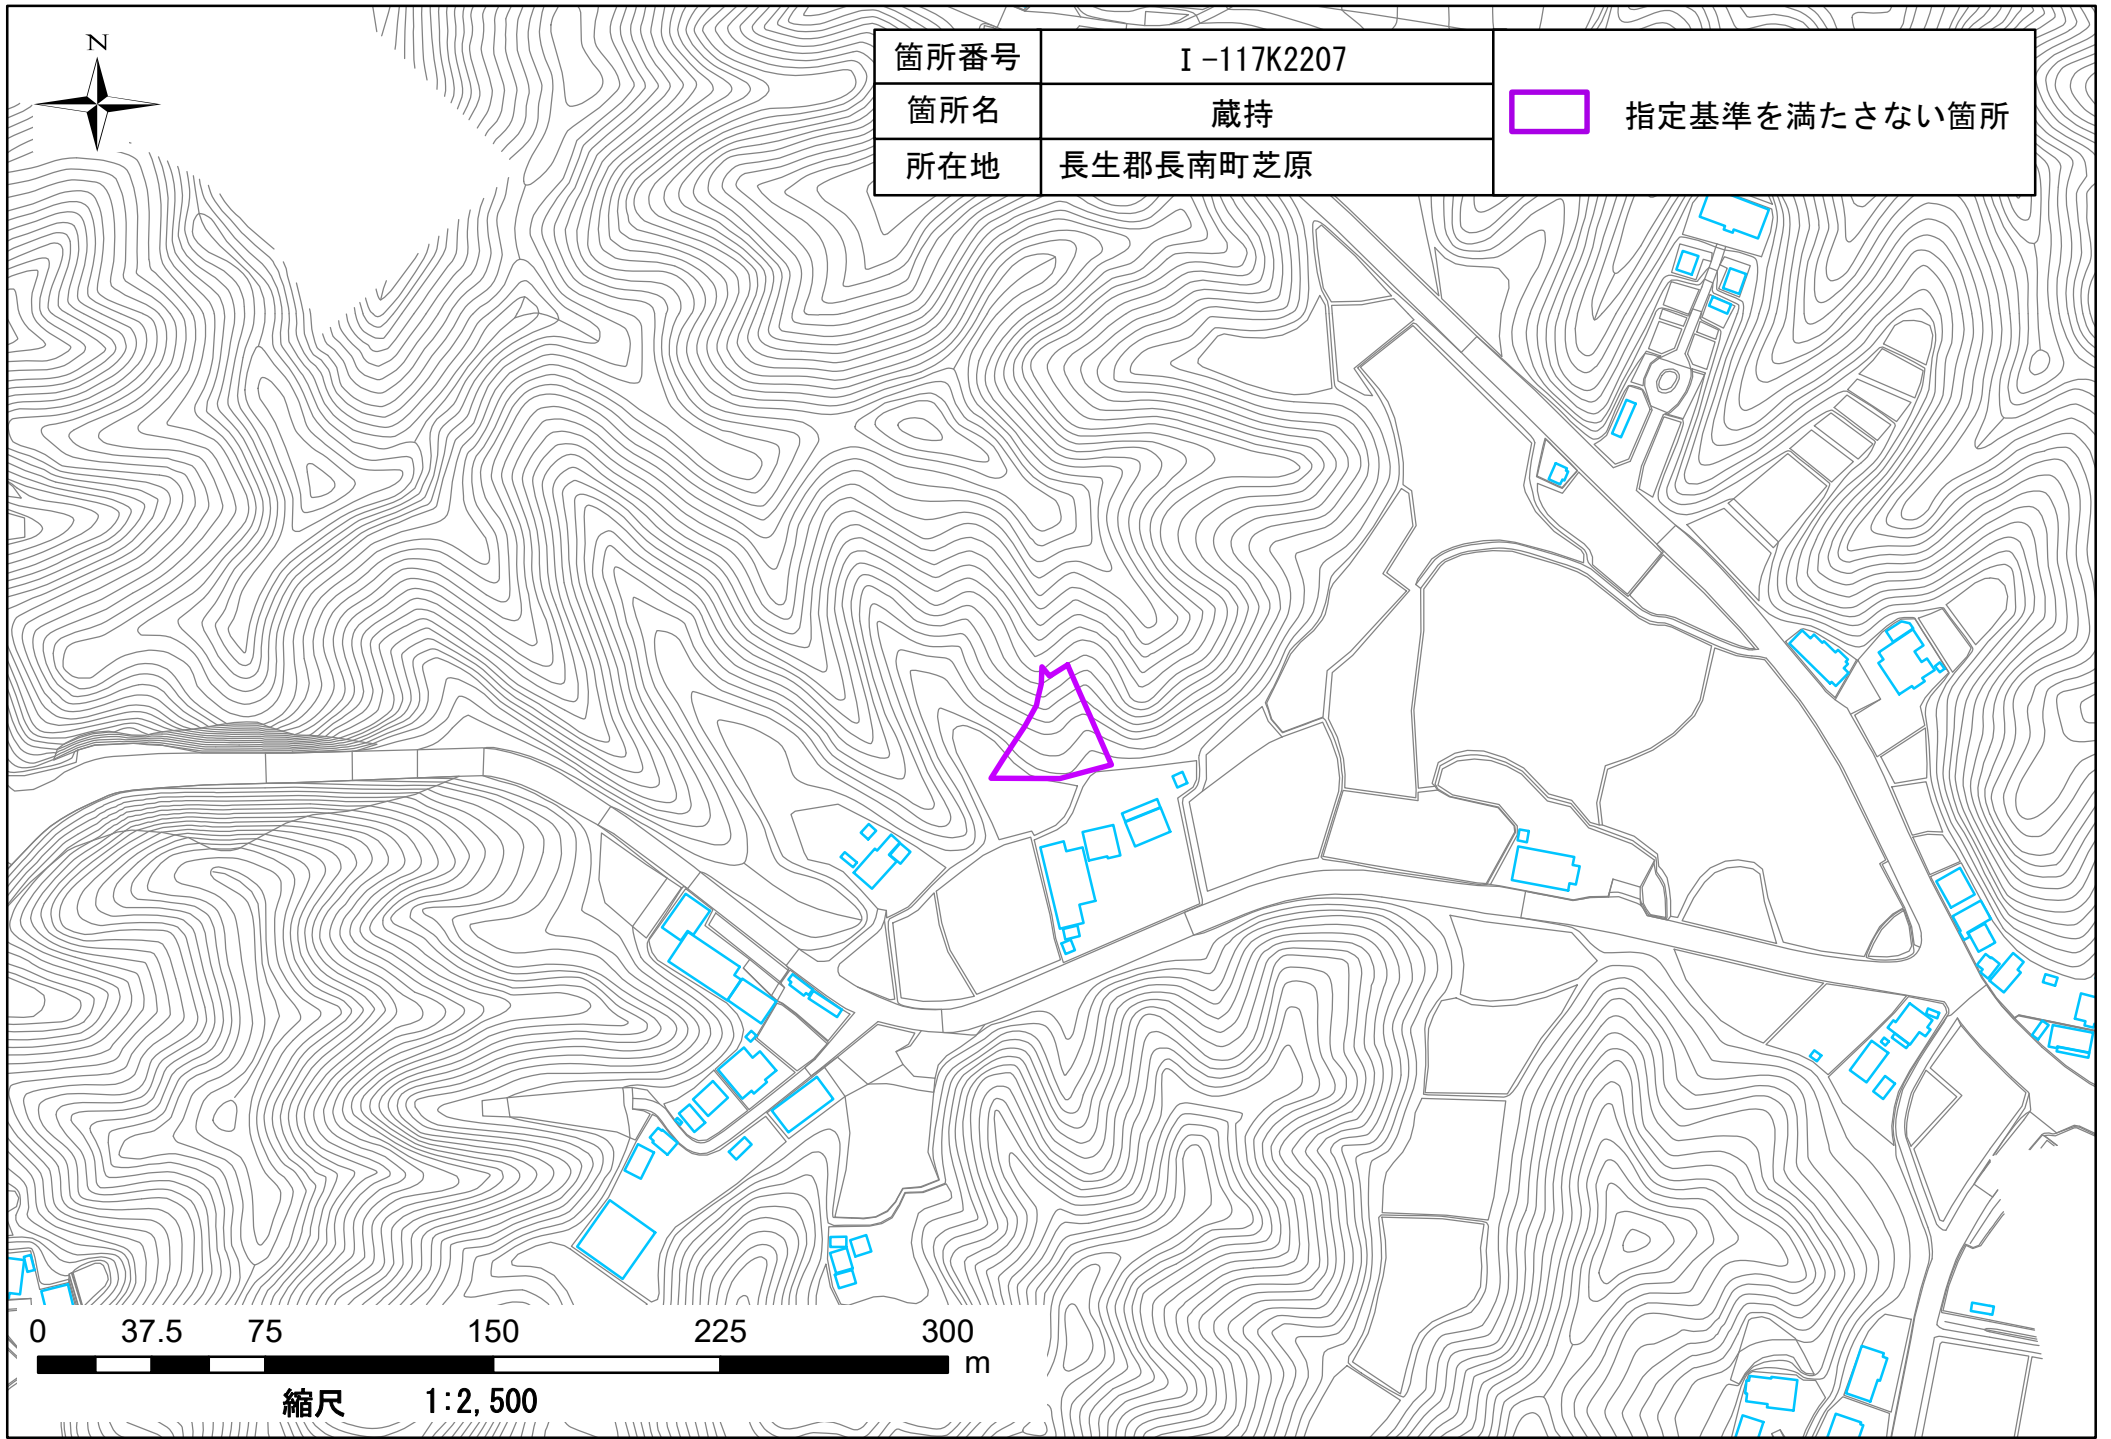 N
箇所番号 Ⅰ-117K2207
箇所名 蔵持
所在地 長生郡長南町芝原
指定基準を満たさない箇所
0 37.5 75 150 225 300
m
縮尺 1:2,500